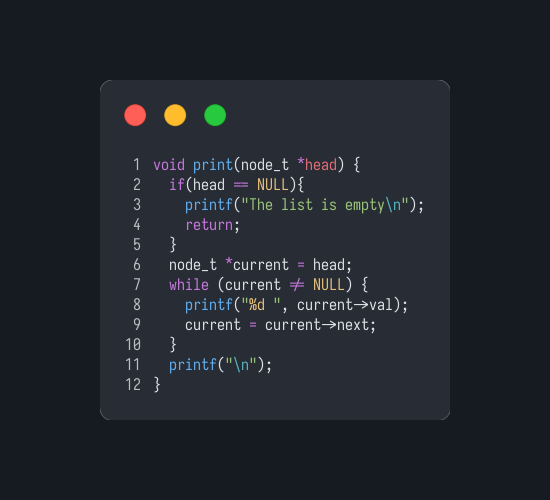 1 void print(node_t *head) {
2   if(head == NULL){
3     printf("The list is empty\n");
4     return;
5   }
6   node_t *current = head;
7   while (current != NULL) {
8     printf("%d ", current->val);
9     current = current->next;
10   }
11   printf("\n");
12 }